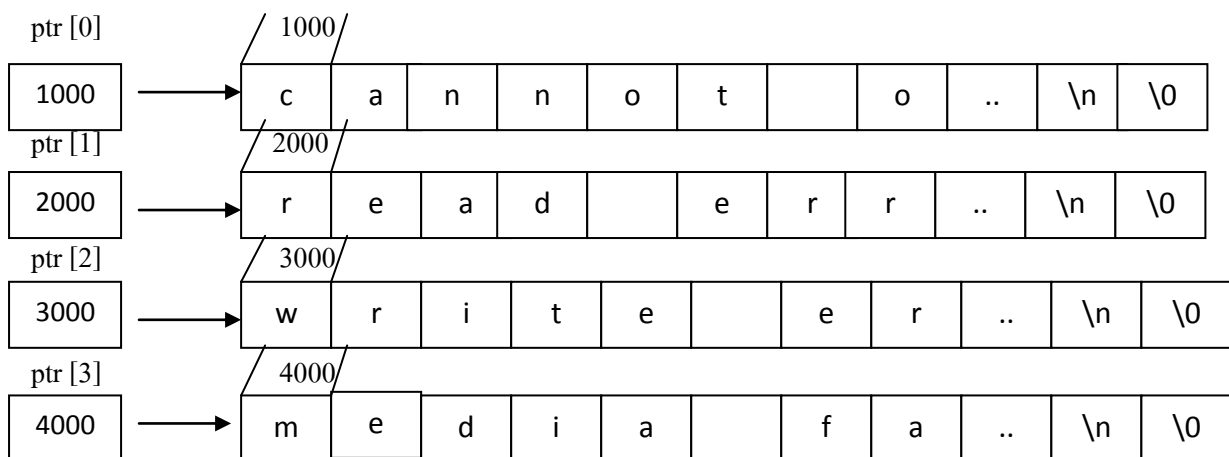 ptr [0] 1000
1000 c a n n o t o .. \n \0
ptr [1] 2000
2000 r e a d e r r .. \n \0
ptr [2] 3000
3000 w r i t e e r .. \n \0
ptr [3] 4000
4000 m e d i a f a .. \n \0